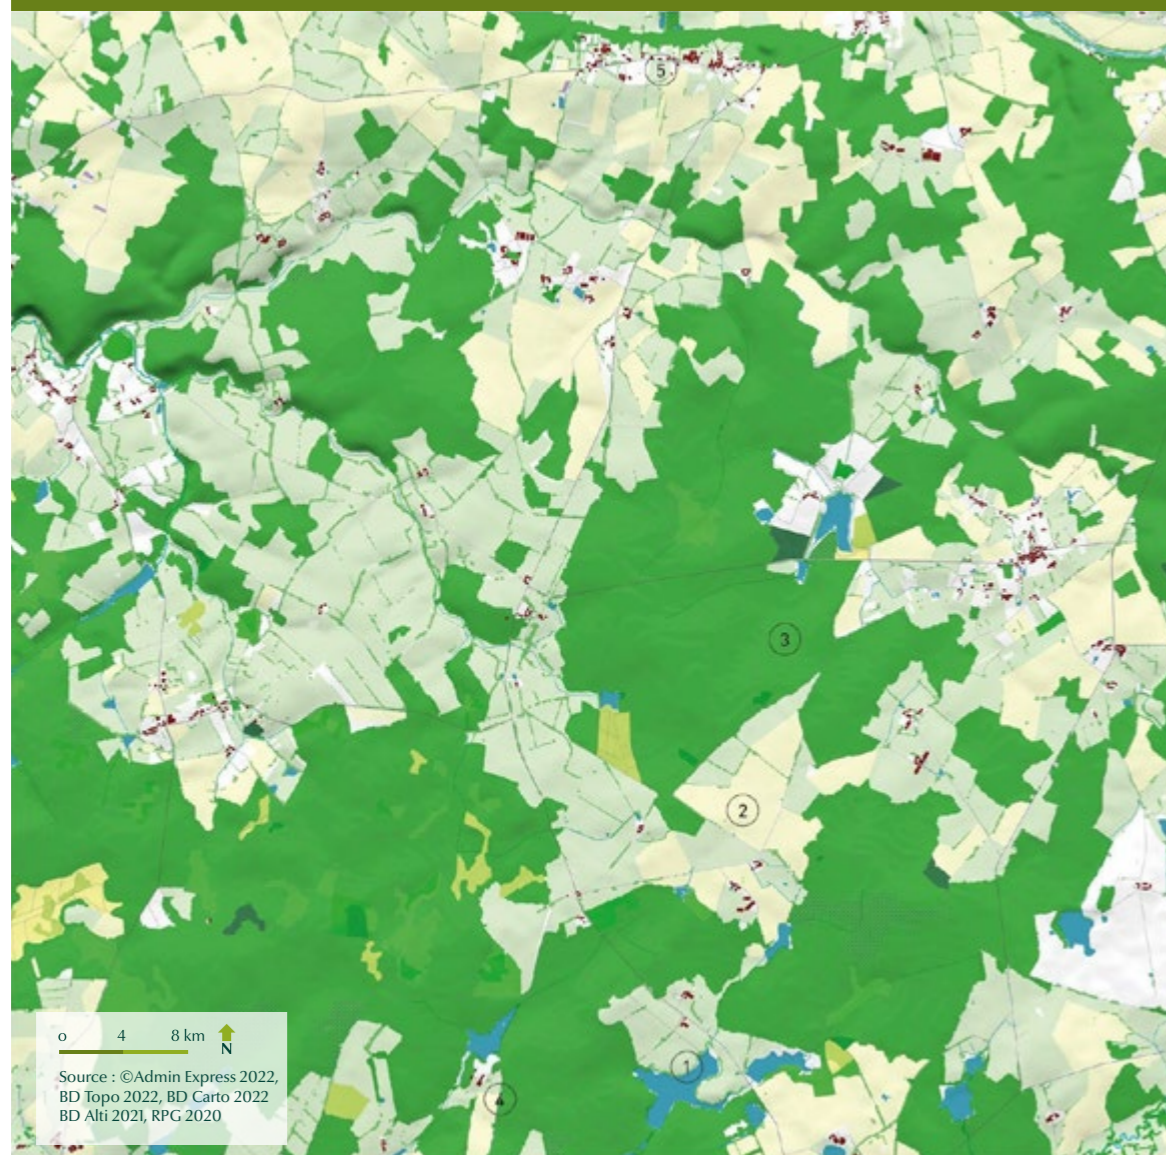 5
3
2
1
4
o 4 8 km
N
Source : ©Admin Express 2022,
BD Topo 2022, BD Carto 2022
BD Alti 2021, RPG 2020